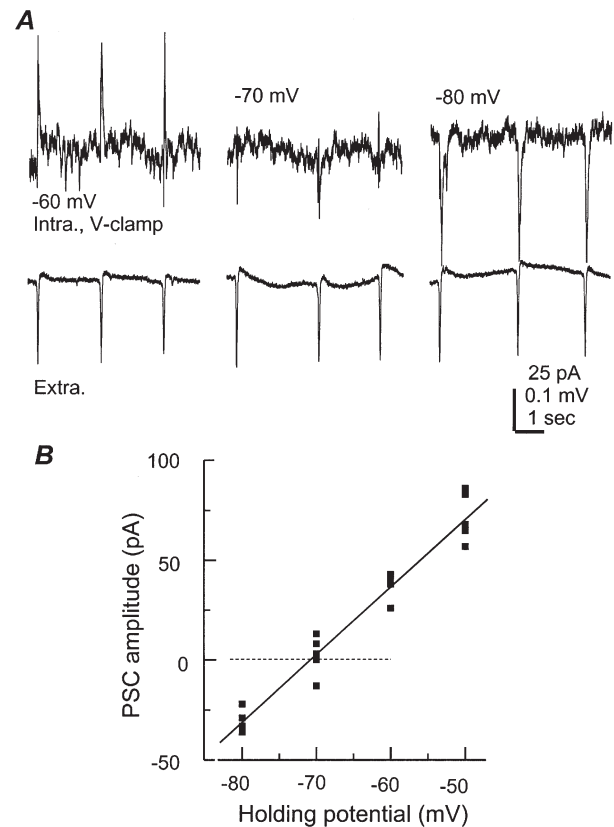 A
-70 mV
-80 mV
-60 mV
Intra., V-clamp
Extra.
25 pA
0.1 mV
1 sec
B
100
50
0
-50
PSC amplitude (pA)
-80 -70 -60 -50
Holding potential (mV)